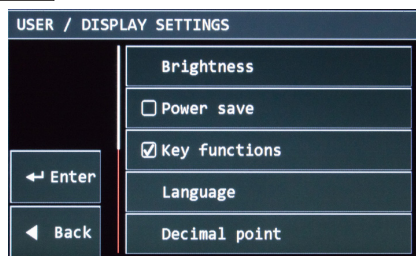 USER / DISPLAY SETTINGS
Brightness
Power save
Key functions
Enter
Language
Back
Decimal point